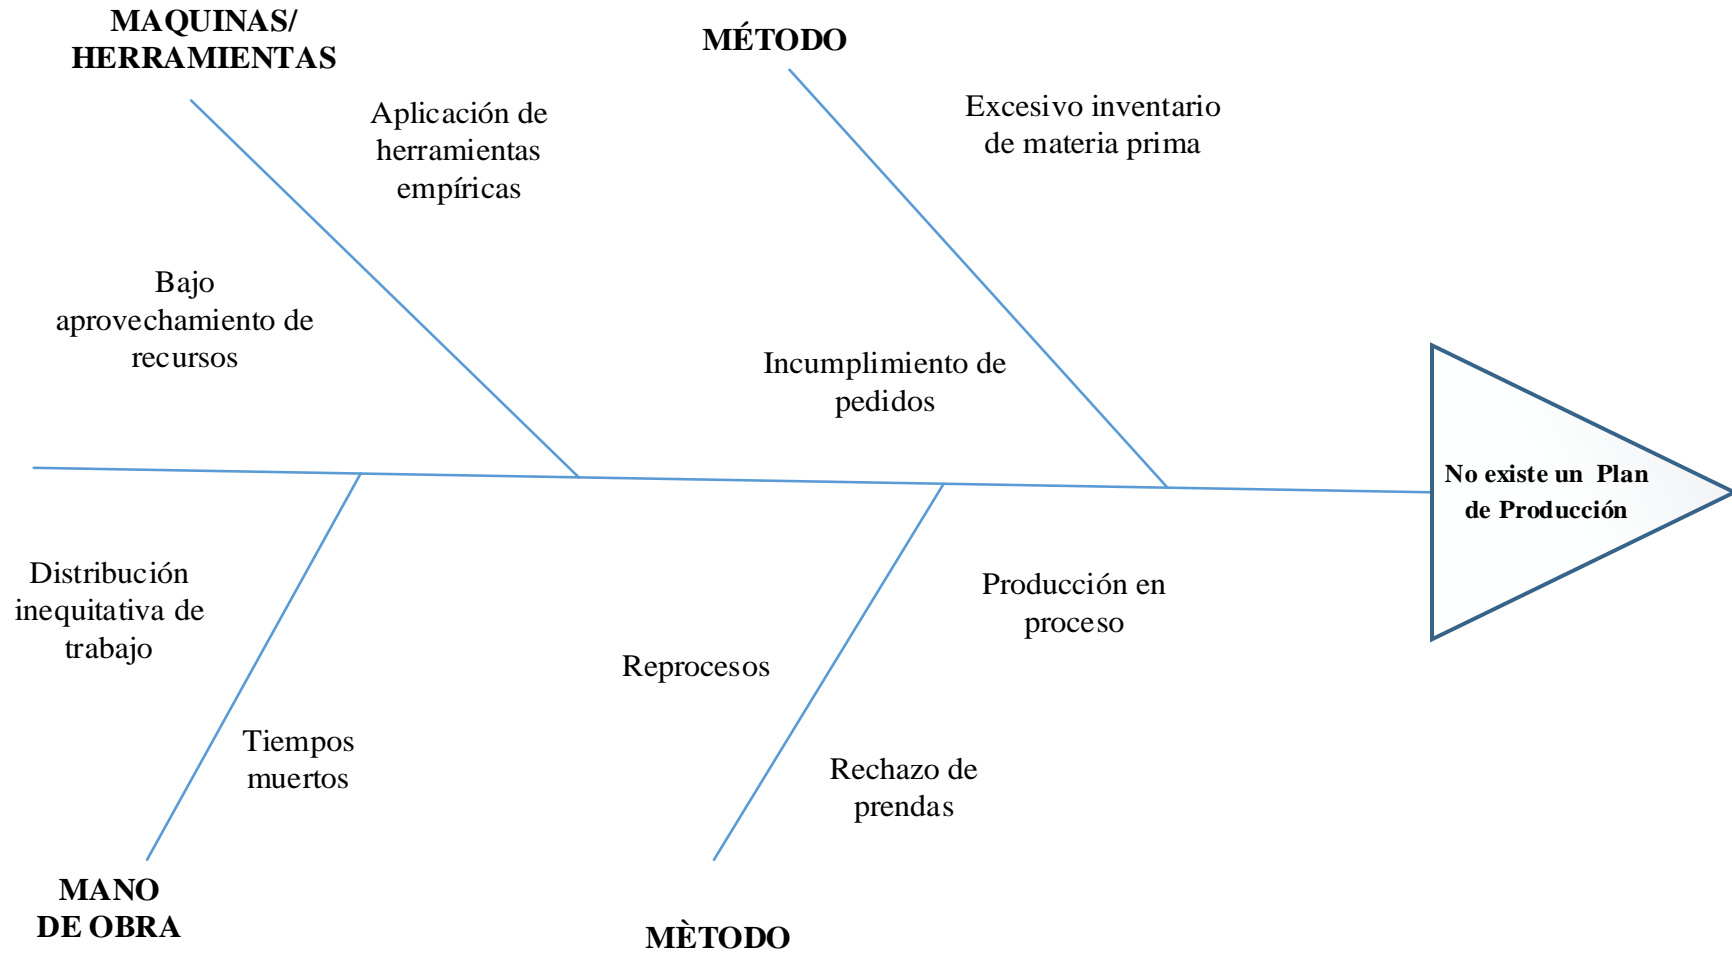 MAQUINAS/
HERRAMIENTAS
MÉTODO
Aplicación de
herramientas
empíricas
Excesivo inventario
de materia prima
Bajo
aprovechamiento de
recursos
Incumplimiento de
pedidos
No existe un Plan
de Producción
Distribución
inequitativa de
trabajo
Producción en
proceso
Reprocesos
Tiempos
muertos
Rechazo de
prendas
MANO
DE OBRA
MÈTODO